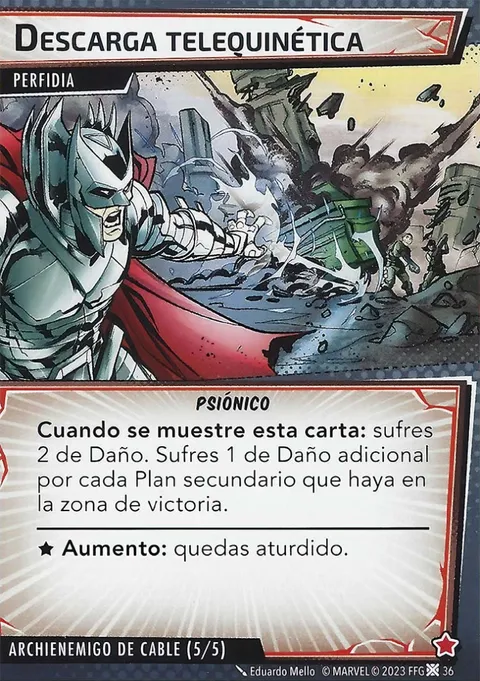 DESCARGA TELEQUINÉTICA
PERFIDIA
PSIÓNICO
Cuando se muestre esta carta: sufres
2 de Daño. Sufres 1 de Daño adicional
por cada Plan secundario que haya en
la zona de victoria.
★ Aumento: quedas aturdido.
ARCHIENEMIGO DE CABLE (5/5)
Eduardo Mello © MARVEL © 2023 FFG 36